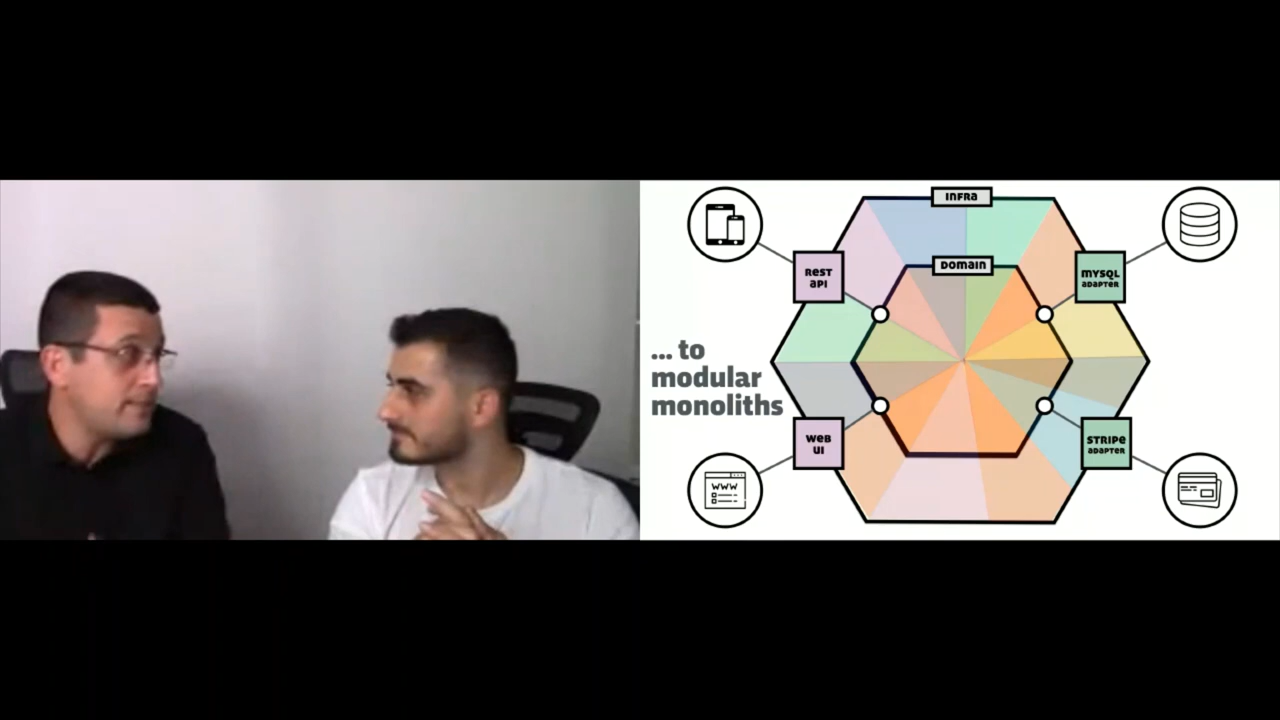 INFRA
DOMAIN
REST
API
MYSQL
ADAPTER
... to
modular
monoliths
WEB
UI
STRIPE
ADAPTER
WWW